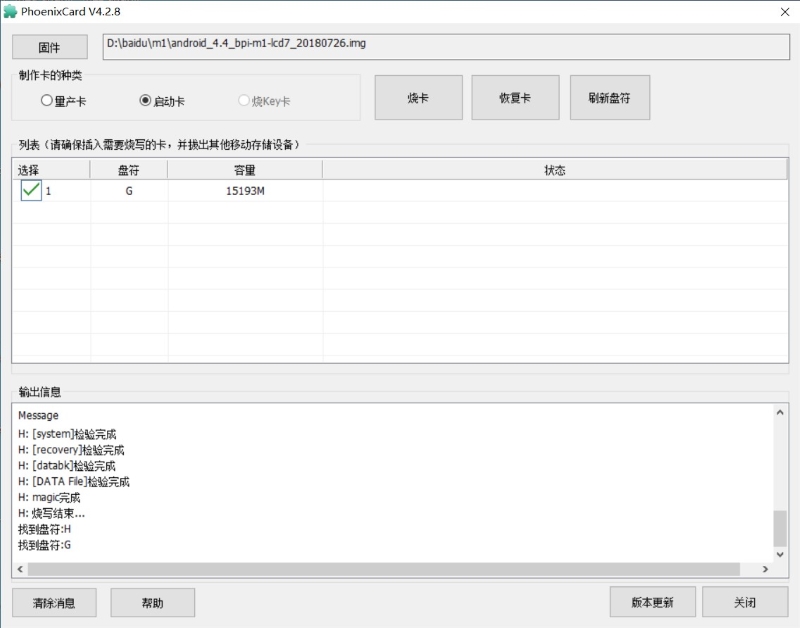 PhoenixCard V4.2.8
固件
D:\baidu\m1\android_4.4_bpi-m1-lcd7_20180726.img
制作卡的种类
量产卡 启动卡 烧Key卡
烧卡 恢复卡 刷新盘符
列表（请确保插入需要烧写的卡，并拔出其他移动存储设备）
选择 盘符 容量 状态
1 G 15193M
输出信息
Message
H: [system]检验完成
H: [recovery]检验完成
H: [databk]检验完成
H: [DATA File]检验完成
H: magic完成
H: 烧写结束...
找到盘符:H
找到盘符:G
清除消息 帮助 版本更新 关闭